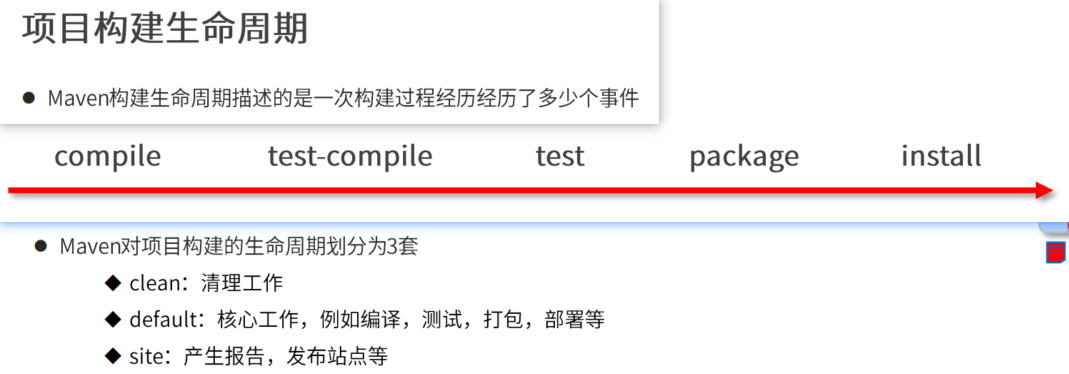 项目构建生命周期
● Maven构建生命周期描述的是一次构建过程经历经历了多少个事件
compile test-compile test package install
● Maven对项目构建的生命周期划分为3套
◆ clean：清理工作
◆ default：核心工作，例如编译，测试，打包，部署等
◆ site：产生报告，发布站点等